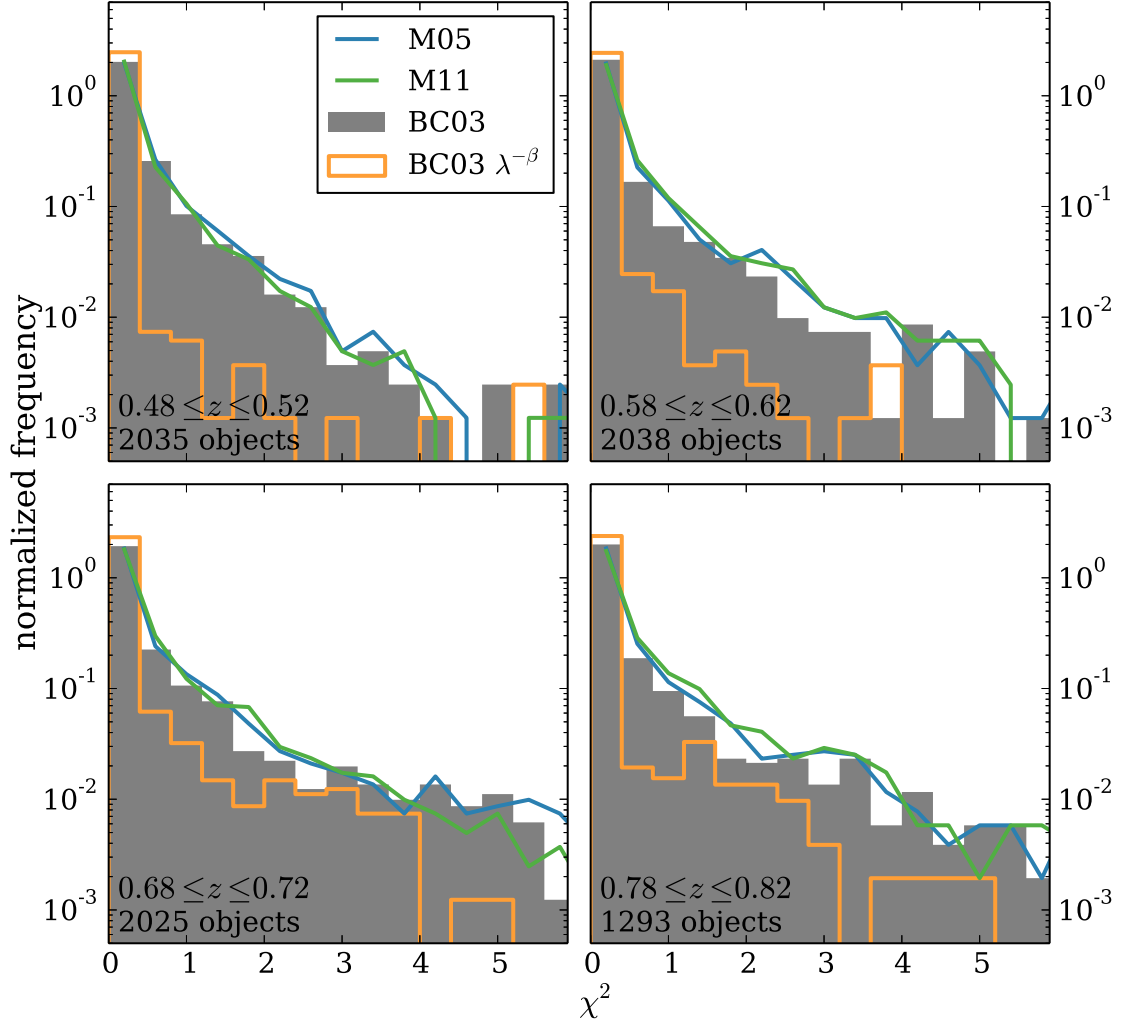 M05
M11
BC03
BC03 λ^{-β}
10^0
10^{-1}
10^{-2}
10^{-3}
0.48 ≤z ≤0.52
2035 objects
0.58 ≤z ≤0.62
2038 objects
10^0
10^{-1}
10^{-2}
10^{-3}
normalized frequency
10^0
10^{-1}
10^{-2}
10^{-3}
0.68 ≤z ≤0.72
2025 objects
0.78 ≤z ≤0.82
1293 objects
10^0
10^{-1}
10^{-2}
10^{-3}
0 1 2 3 4 5
0 1 2 3 4 5
χ^2